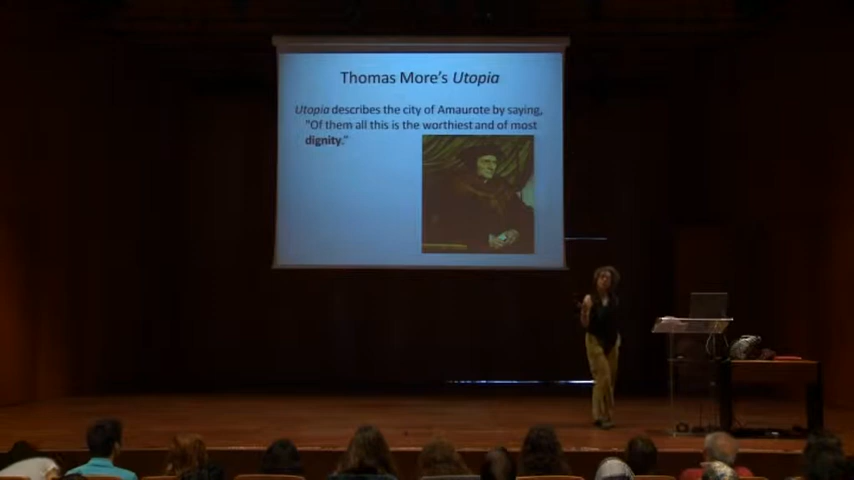 Thomas More's Utopia
Utopia describes the city of Amaurote by saying,
"Of them all this is the worthiest and of most
dignity."